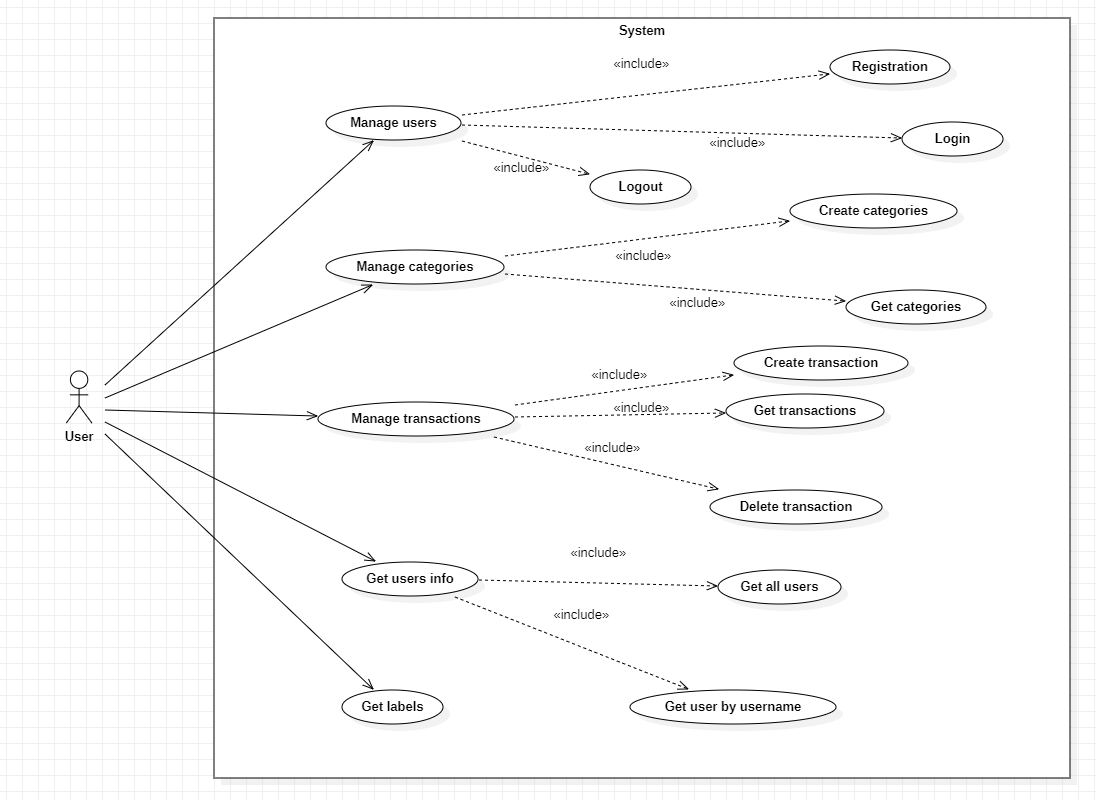 System
«include»
Registration
Manage users
«include»
Login
«include»
Logout
Create categories
«include»
Manage categories
«include»
Get categories
Create transaction
«include»
«include»
Get transactions
Manage transactions
User
«include»
Delete transaction
«include»
Get users info
Get all users
«include»
Get labels
Get user by username